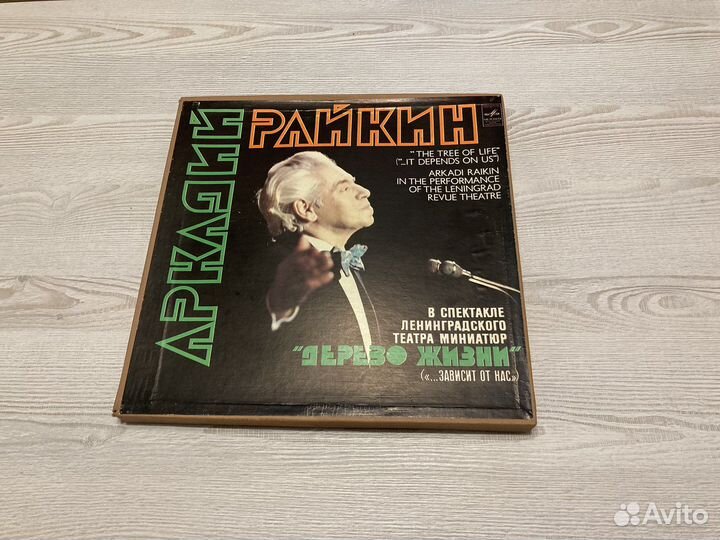 АРКАДИЙ
РАЙКИН
"THE TREE OF LIFE"
("...IT DEPENDS ON US")
ARKADI RAIKIN
IN THE PERFORMANCE
OF THE LENINGRAD
REVUE THEATRE
В СПЕКТАКЛЕ
ЛЕНИНГРАДСКОГО
ТЕАТРА МИНИАТЮР
"ДЕРЕВО ЖИЗНИ"
(«...ЗАВИСИТ ОТ НАС»)
Avito